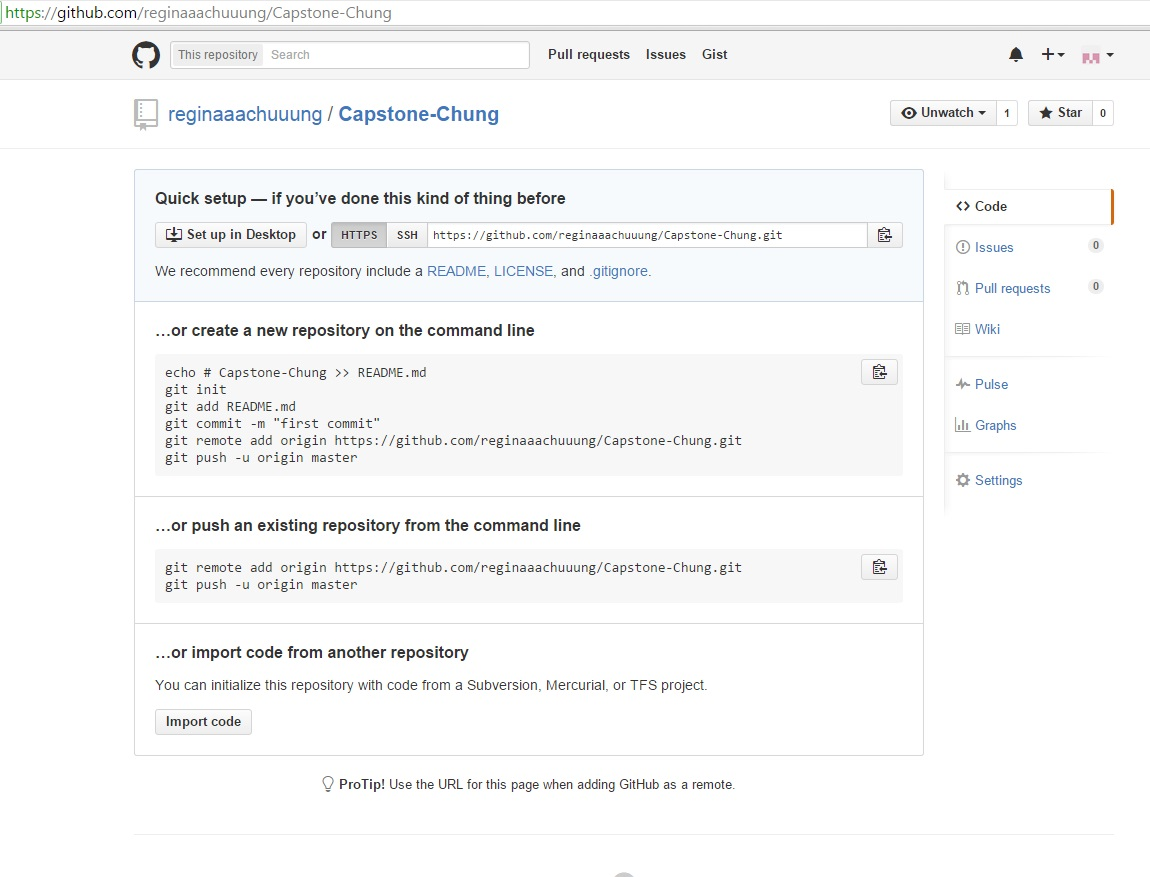 https://github.com/reginaaachuuung/Capstone-Chung
This repository Search Pull requests Issues Gist
reginaaachuuung / Capstone-Chung Unwatch 1 Star 0
Quick setup — if you've done this kind of thing before
Set up in Desktop or HTTPS SSH https://github.com/reginaaachuuung/Capstone-Chung.git
We recommend every repository include a README, LICENSE, and .gitignore.
…or create a new repository on the command line
echo # Capstone-Chung >> README.md
git init
git add README.md
git commit -m "first commit"
git remote add origin https://github.com/reginaaachuuung/Capstone-Chung.git
git push -u origin master
…or push an existing repository from the command line
git remote add origin https://github.com/reginaaachuuung/Capstone-Chung.git
git push -u origin master
…or import code from another repository
You can initialize this repository with code from a Subversion, Mercurial, or TFS project.
Import code
ProTip! Use the URL for this page when adding GitHub as a remote.
Code
Issues 0
Pull requests 0
Wiki
Pulse
Graphs
Settings